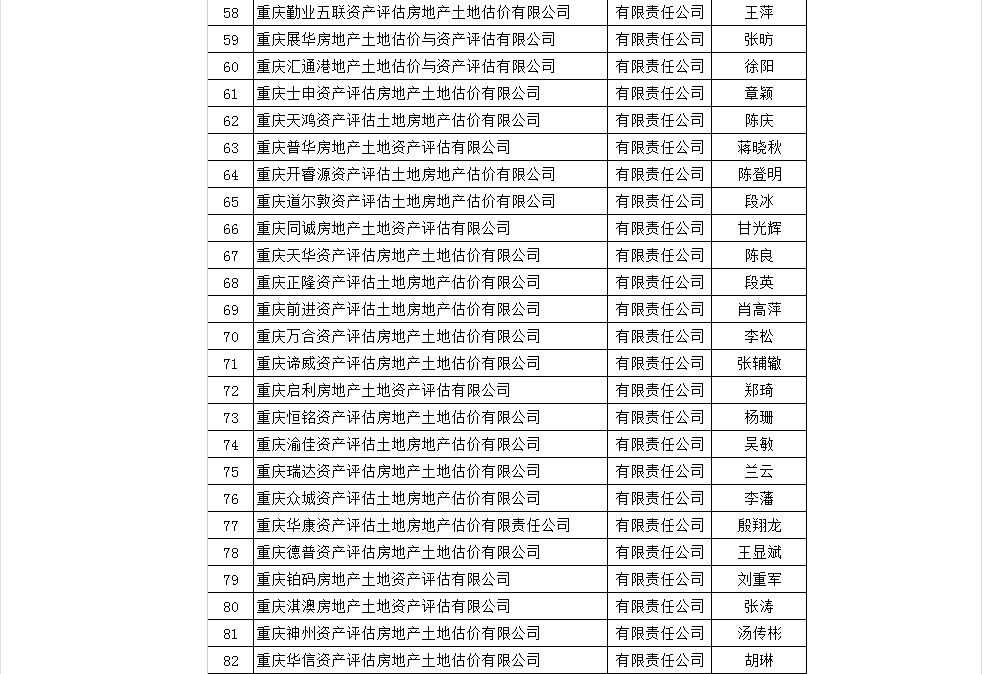 58 重庆勤业五联资产评估房地产土地估价有限公司 有限责任公司 王萍
59 重庆展华房地产土地估价与资产评估有限公司 有限责任公司 张昉
60 重庆汇通港地产土地估价与资产评估有限公司 有限责任公司 徐阳
61 重庆士申资产评估房地产土地估价有限公司 有限责任公司 章颖
62 重庆天鸿资产评估土地房地产估价有限公司 有限责任公司 陈庆
63 重庆普华房地产土地资产评估有限公司 有限责任公司 蒋晓秋
64 重庆开睿源资产评估土地房地产估价有限公司 有限责任公司 陈登明
65 重庆道尔敦资产评估土地房地产估价有限公司 有限责任公司 段冰
66 重庆同诚房地产土地资产评估有限公司 有限责任公司 甘光辉
67 重庆天华资产评估房地产土地估价有限公司 有限责任公司 陈良
68 重庆正隆资产评估土地房地产估价有限公司 有限责任公司 段英
69 重庆前进资产评估土地房地产估价有限公司 有限责任公司 肖高萍
70 重庆万合资产评估房地产土地估价有限公司 有限责任公司 李松
71 重庆谛威资产评估房地产土地估价有限公司 有限责任公司 张辅辙
72 重庆启利房地产土地资产评估有限公司 有限责任公司 郑琦
73 重庆恒铭资产评估房地产土地估价有限公司 有限责任公司 杨珊
74 重庆渝佳资产评估土地房地产估价有限公司 有限责任公司 吴敏
75 重庆瑞达资产评估房地产土地估价有限公司 有限责任公司 兰云
76 重庆众城资产评估土地房地产估价有限公司 有限责任公司 李藩
77 重庆华康资产评估土地房地产估价有限责任公司 有限责任公司 殷翔龙
78 重庆德普资产评估房地产土地估价有限公司 有限责任公司 王显斌
79 重庆铂码房地产土地资产评估有限公司 有限责任公司 刘重军
80 重庆淇澳房地产土地资产评估有限公司 有限责任公司 张涛
81 重庆神州资产评估房地产土地估价有限公司 有限责任公司 汤传彬
82 重庆华信资产评估房地产土地估价有限公司 有限责任公司 胡琳